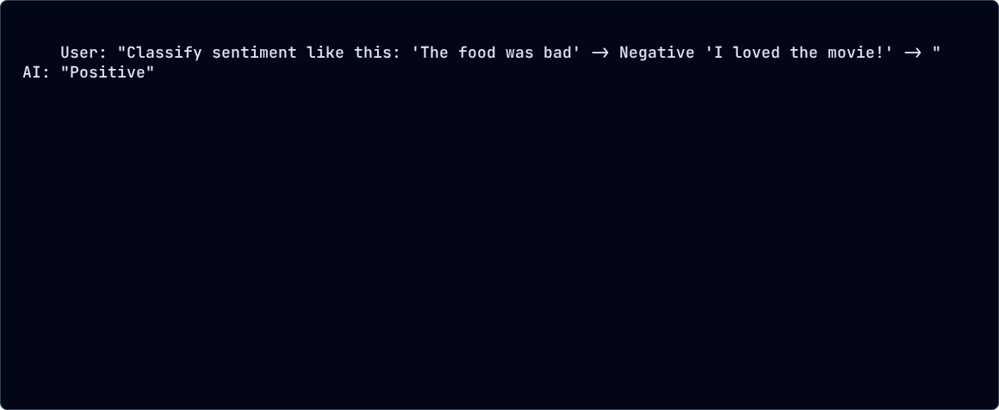 User: "Classify sentiment like this: 'The food was bad' -> Negative 'I loved the movie!' -> "
AI: "Positive"